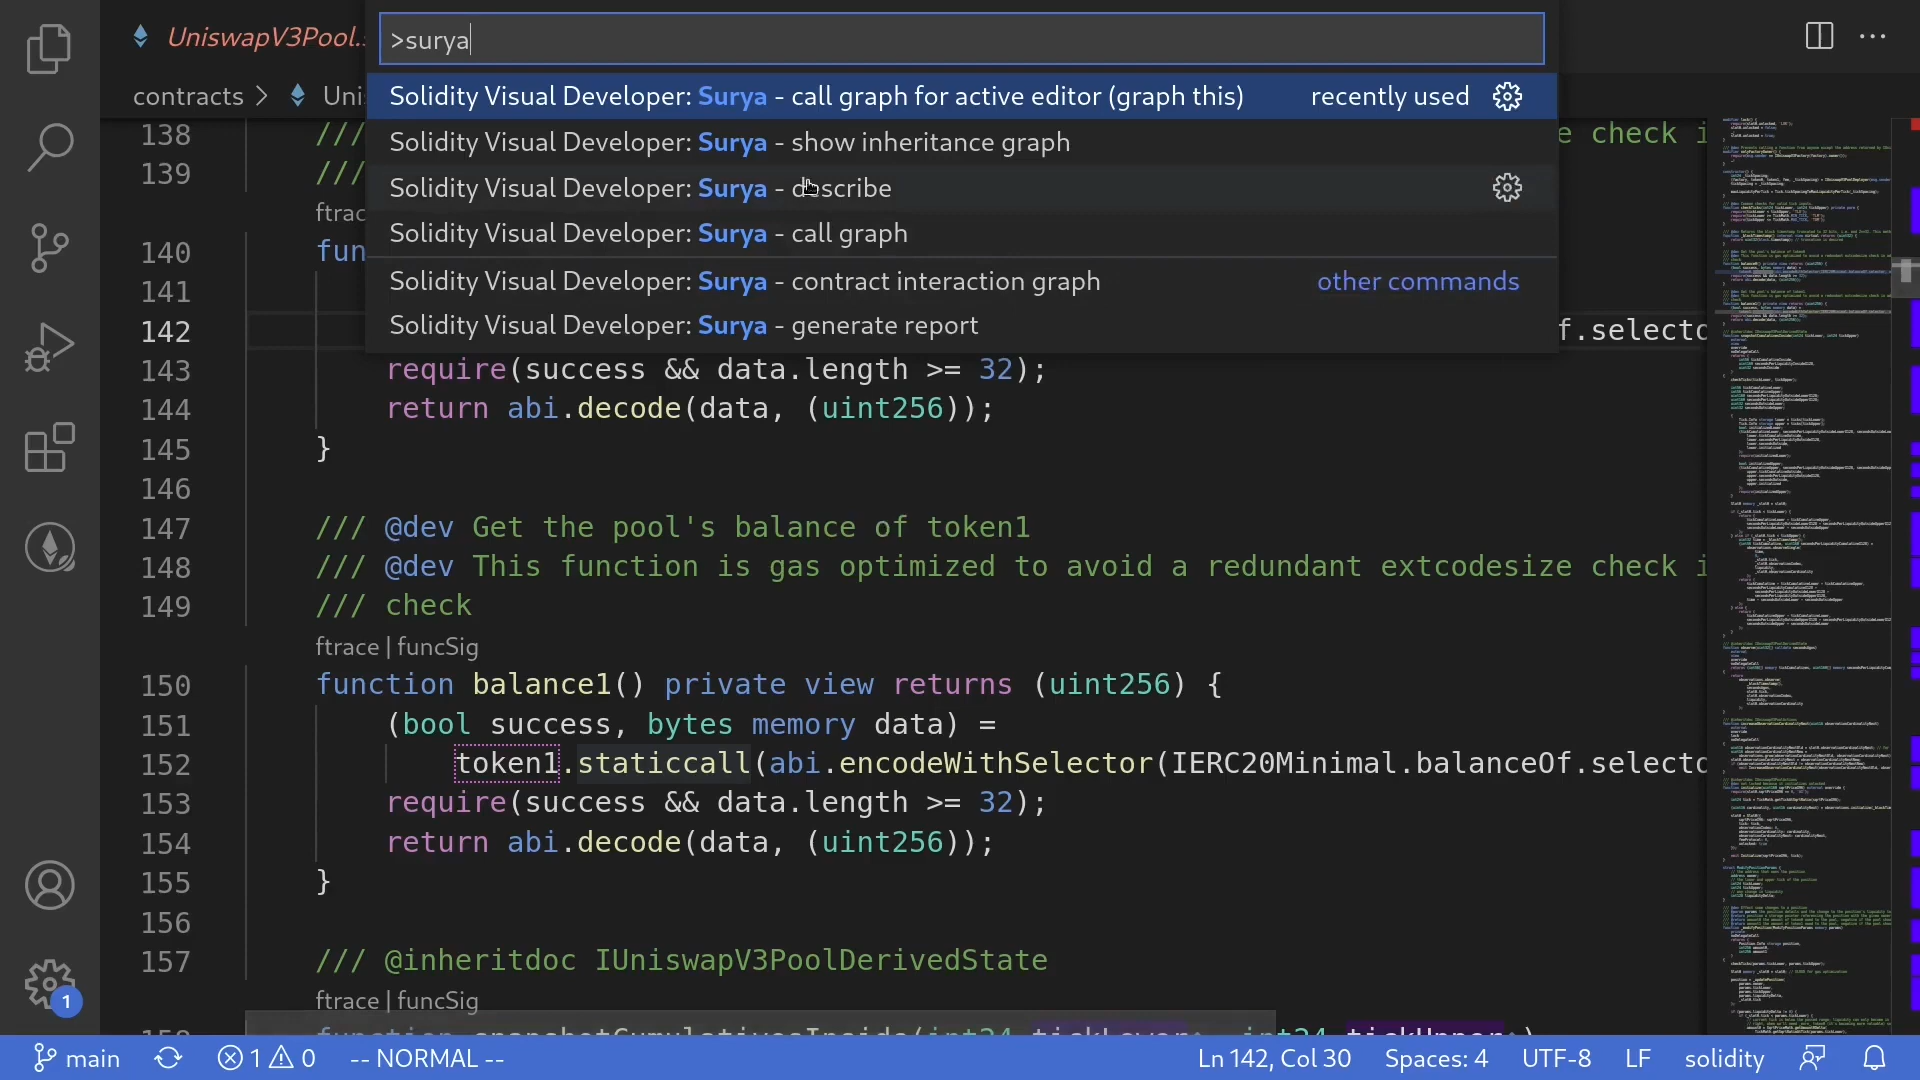 UniswapV3Pool.
>surya
contracts > Uni
Solidity Visual Developer: Surya - call graph for active editor (graph this) recently used
Solidity Visual Developer: Surya - show inheritance graph
Solidity Visual Developer: Surya - describe
Solidity Visual Developer: Surya - call graph
Solidity Visual Developer: Surya - contract interaction graph other commands
Solidity Visual Developer: Surya - generate report
138 /// e check i
139 ///
ftrac
140 fun
141
142 f.selecto
143 require(success && data.length >= 32);
144 return abi.decode(data, (uint256));
145 }
146
147 /// @dev Get the pool's balance of token1
148 /// @dev This function is gas optimized to avoid a redundant extcodesize check i
149 /// check
ftrace | funcSig
150 function balance1() private view returns (uint256) {
151 (bool success, bytes memory data) =
152 token1.staticcall(abi.encodeWithSelector(IERC20Minimal.balanceOf.selecto
153 require(success && data.length >= 32);
154 return abi.decode(data, (uint256));
155 }
156
157 /// @inheritdoc IUniswapV3PoolDerivedState
ftrace | funcSig
158 function snapshotCumulativesInside(int24 tickLower, int24 tickUpper)
1
main 1 0 -- NORMAL -- Ln 142, Col 30 Spaces: 4 UTF-8 LF solidity